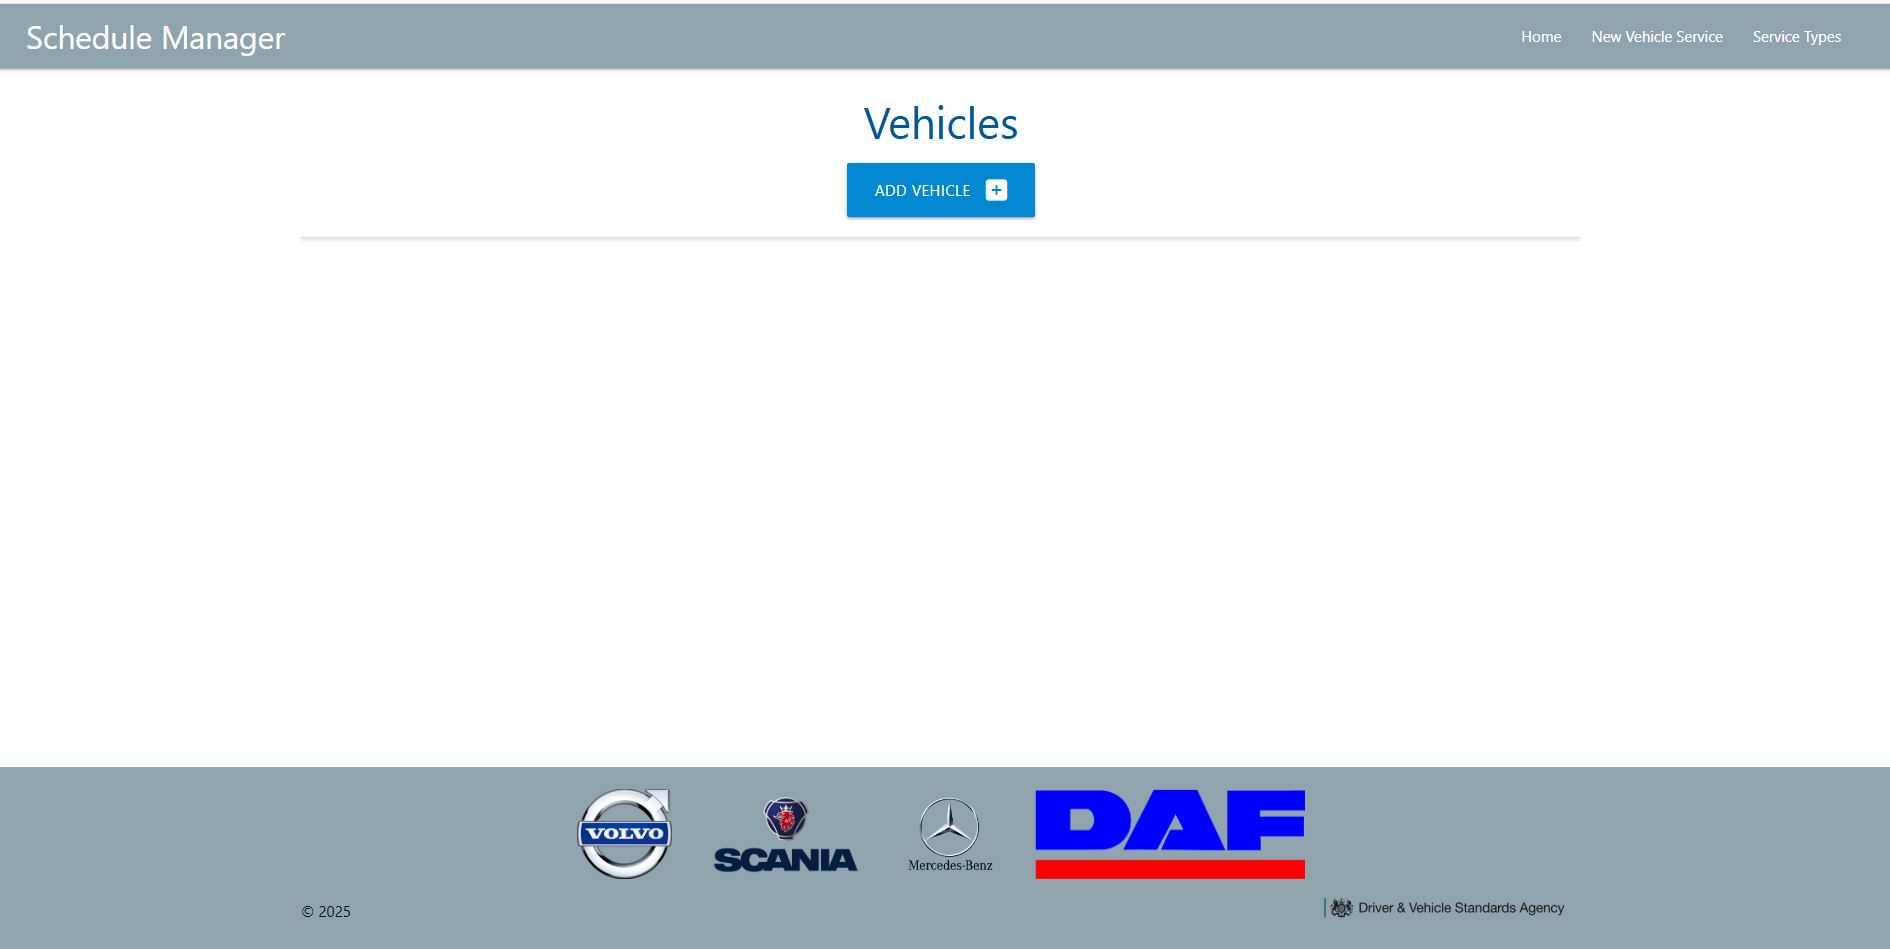 Schedule Manager
Home New Vehicle Service Service Types
Vehicles
ADD VEHICLE
VOLVO
SCANIA
Mercedes-Benz
DAF
© 2025
Driver & Vehicle Standards Agency